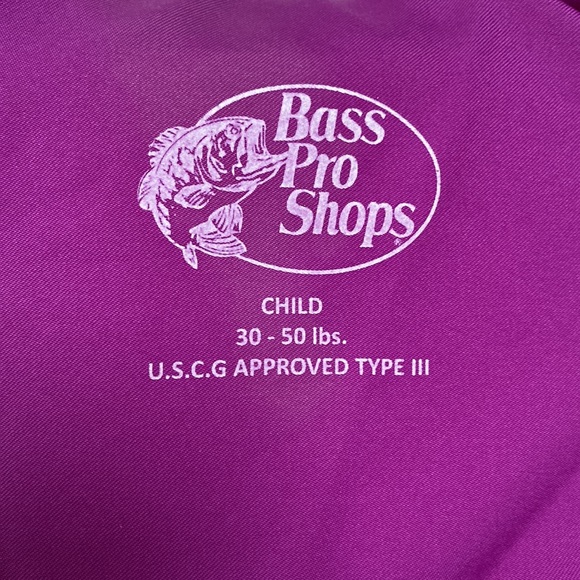 Bass
Pro
Shops®
CHILD
30 - 50 lbs.
U.S.C.G APPROVED TYPE III